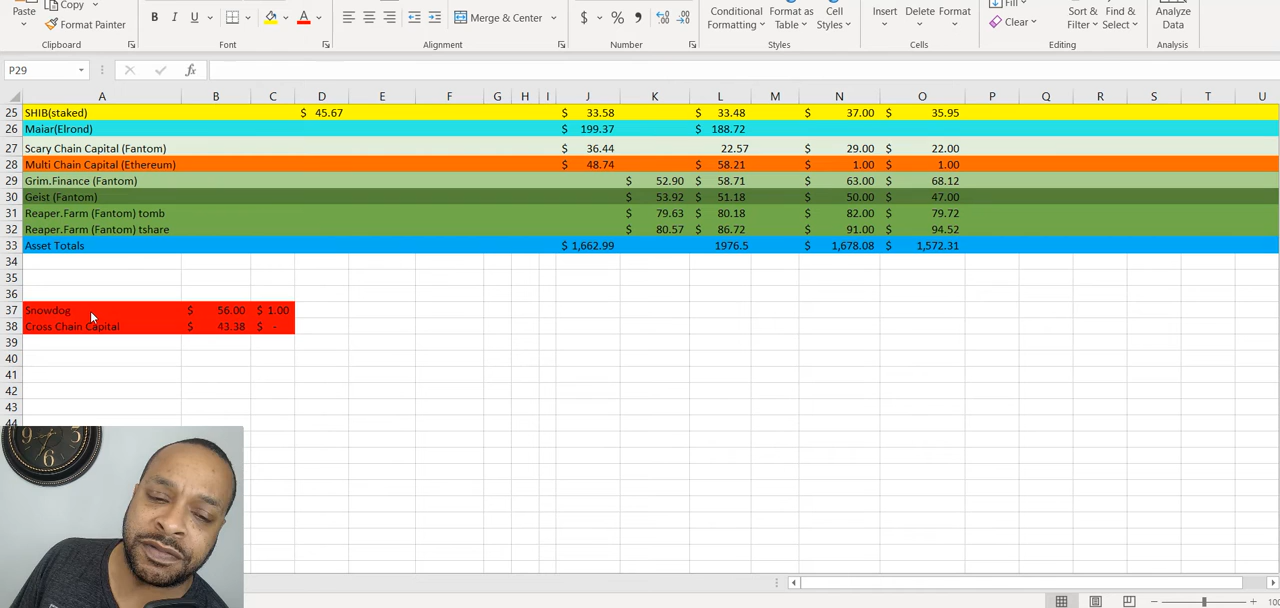 Copy
Fill
Paste
Format Painter
B I U A
Merge & Center
$ % 9
Conditional Formatting
Format as Table
Cell Styles
Insert
Delete
Format
Clear
Sort & Filter
Find & Select
Analyze Data
Clipboard Font Alignment Number Styles Cells Editing Analysis
P29 fx
A B C D E F G H I J K L M N O P Q R S T U
25 SHIB(staked) $ 45.67 $ 33.58 $ 33.48 $ 37.00 $ 35.95
26 Maiar(Elrond) $ 199.37 $ 188.72
27 Scary Chain Capital (Fantom) $ 36.44 22.57 $ 29.00 $ 22.00
28 Multi Chain Capital (Ethereum) $ 48.74 $ 58.21 $ 1.00 $ 1.00
29 Grim.Finance (Fantom) $ 52.90 $ 58.71 $ 63.00 $ 68.12
30 Geist (Fantom) $ 53.92 $ 51.18 $ 50.00 $ 47.00
31 Reaper.Farm (Fantom) tomb $ 79.63 $ 80.18 $ 82.00 $ 79.72
32 Reaper.Farm (Fantom) tshare $ 80.57 $ 86.72 $ 91.00 $ 94.52
33 Asset Totals $ 1,662.99 1976.5 $ 1,678.08 $ 1,572.31
34
35
36
37 Snowdog $ 56.00 $ 1.00
38 Cross Chain Capital $ 43.38 $ -
39
40
41
42
43
44
9 3
6